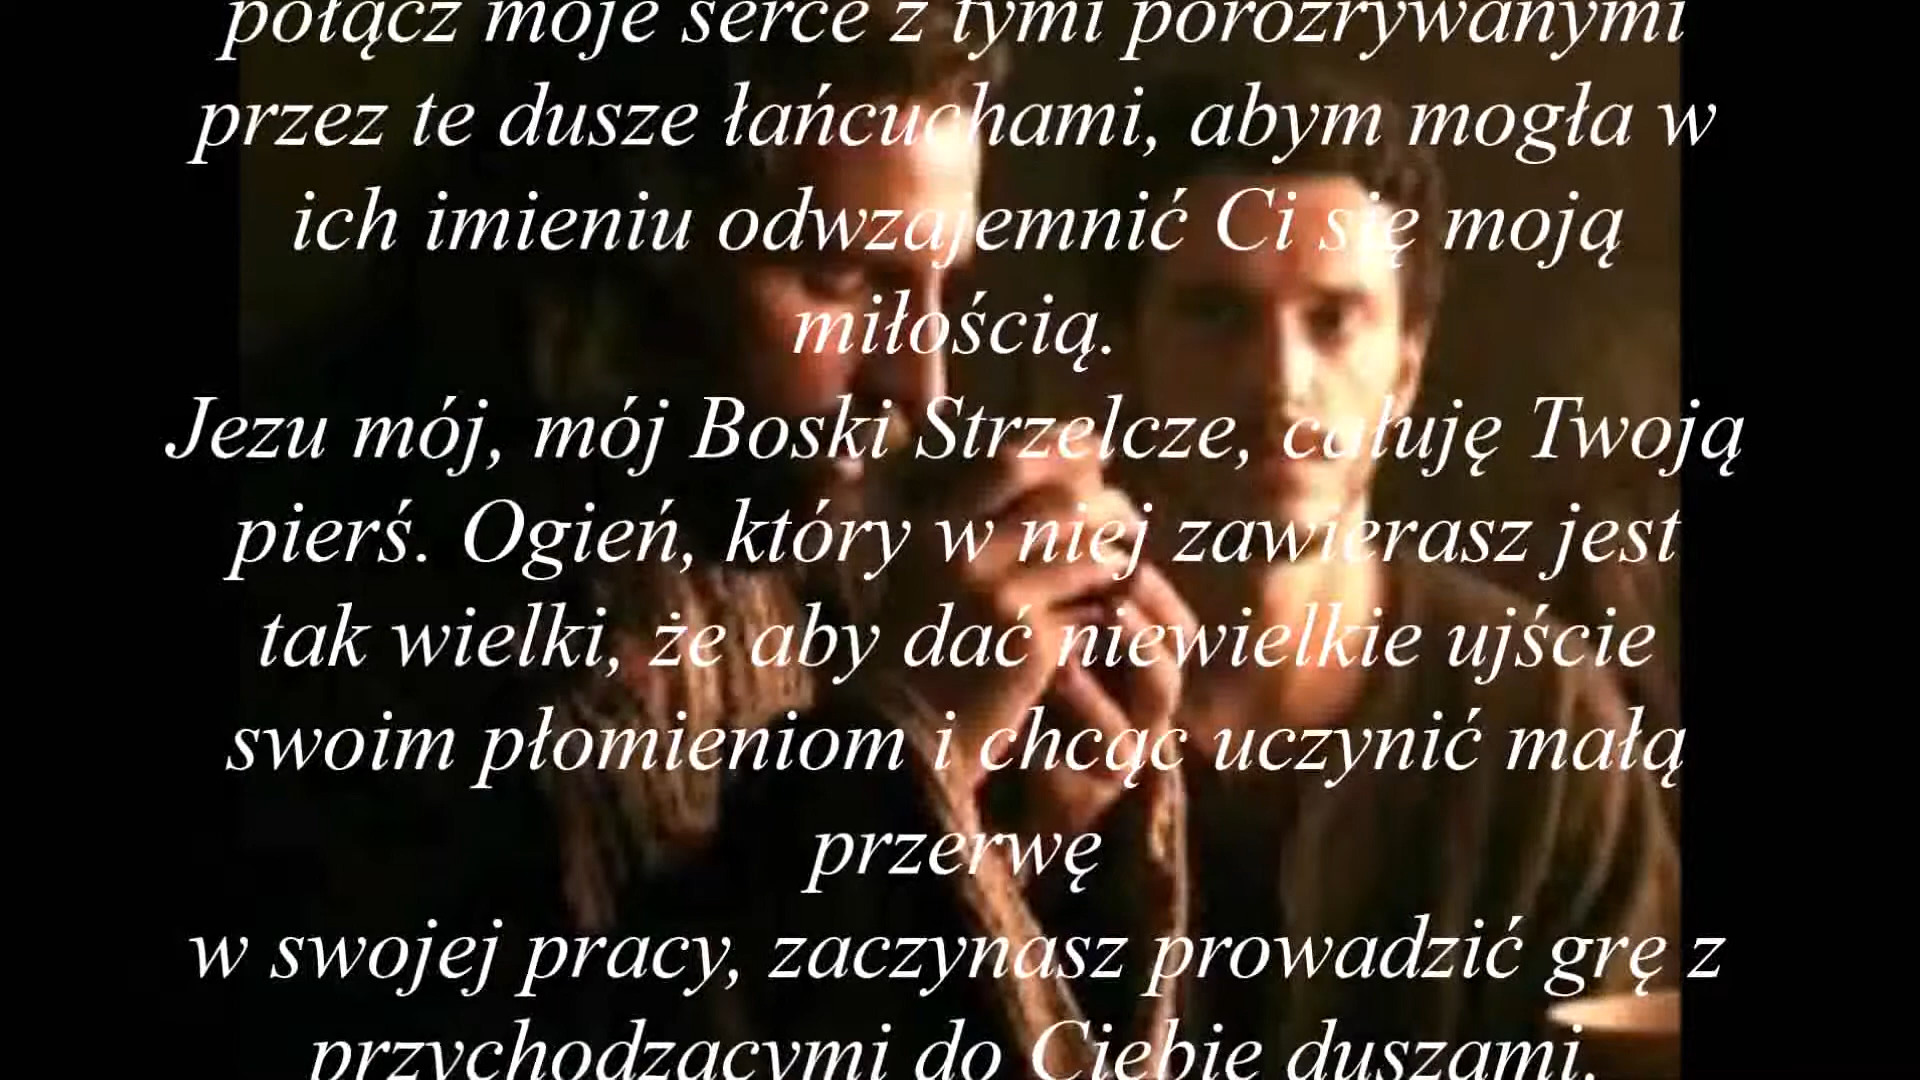 połącz moje serce z tymi porozrywanymi
przez te dusze łańcuchami, abym mogła w
ich imieniu odwzajemnić Ci się moją
miłością.
Jezu mój, mój Boski Strzelcze, całuję Twoją
pierś. Ogień, który w niej zawierasz jest
tak wielki, że aby dać niewielkie ujście
swoim płomieniom i chcąc uczynić małą
przerwę
w swojej pracy, zaczynasz prowadzić grę z
przychodzącymi do Ciebie duszami.